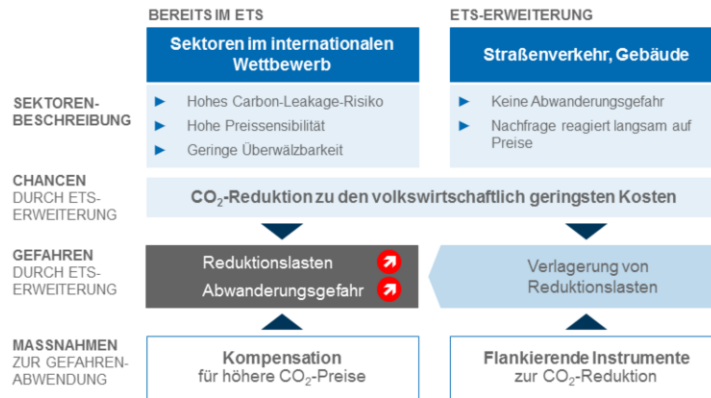 BEREITS IM ETS
ETS-ERWEITERUNG
Sektoren im internationalen
Wettbewerb
Straßenverkehr, Gebäude
SEKTOREN-
BESCHREIBUNG
Hohes Carbon-Leakage-Risiko
Hohe Preissensibilität
Geringe Überwälzbarkeit
Keine Abwanderungsgefahr
Nachfrage reagiert langsam auf
Preise
CHANCEN
DURCH ETS-
ERWEITERUNG
CO₂-Reduktion zu den volkswirtschaftlich geringsten Kosten
GEFAHREN
DURCH ETS-
ERWEITERUNG
Reduktionslasten
Abwanderungsgefahr
Verlagerung von
Reduktionslasten
MASSNAHMEN
ZUR GEFAHREN-
ABWENDUNG
Kompensation
für höhere CO₂-Preise
Flankierende Instrumente
zur CO₂-Reduktion